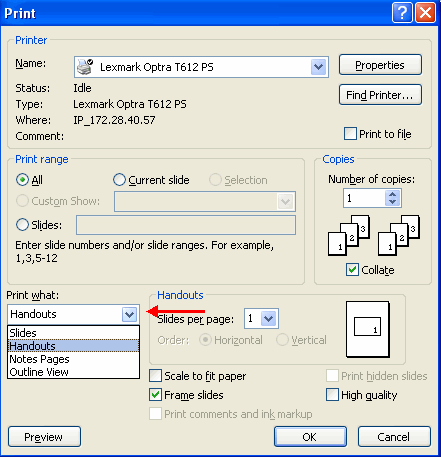 Print
Printer
Name: Lexmark Optra T612 PS Properties
Status: Idle Find Printer...
Type: Lexmark Optra T612 PS
Where: IP_172.28.40.57
Comment: Print to file
Print range
All Current slide Selection
Custom Show:
Slides:
Enter slide numbers and/or slide ranges. For example,
1,3,5-12
Copies
Number of copies:
1
1 2 3 1 2 3
Collate
Print what:
Handouts
Slides
Handouts
Notes Pages
Outline View
Handouts
Slides per page: 1
Order: Horizontal Vertical
1
Scale to fit paper Print hidden slides
Frame slides High quality
Print comments and ink markup
Preview OK Cancel